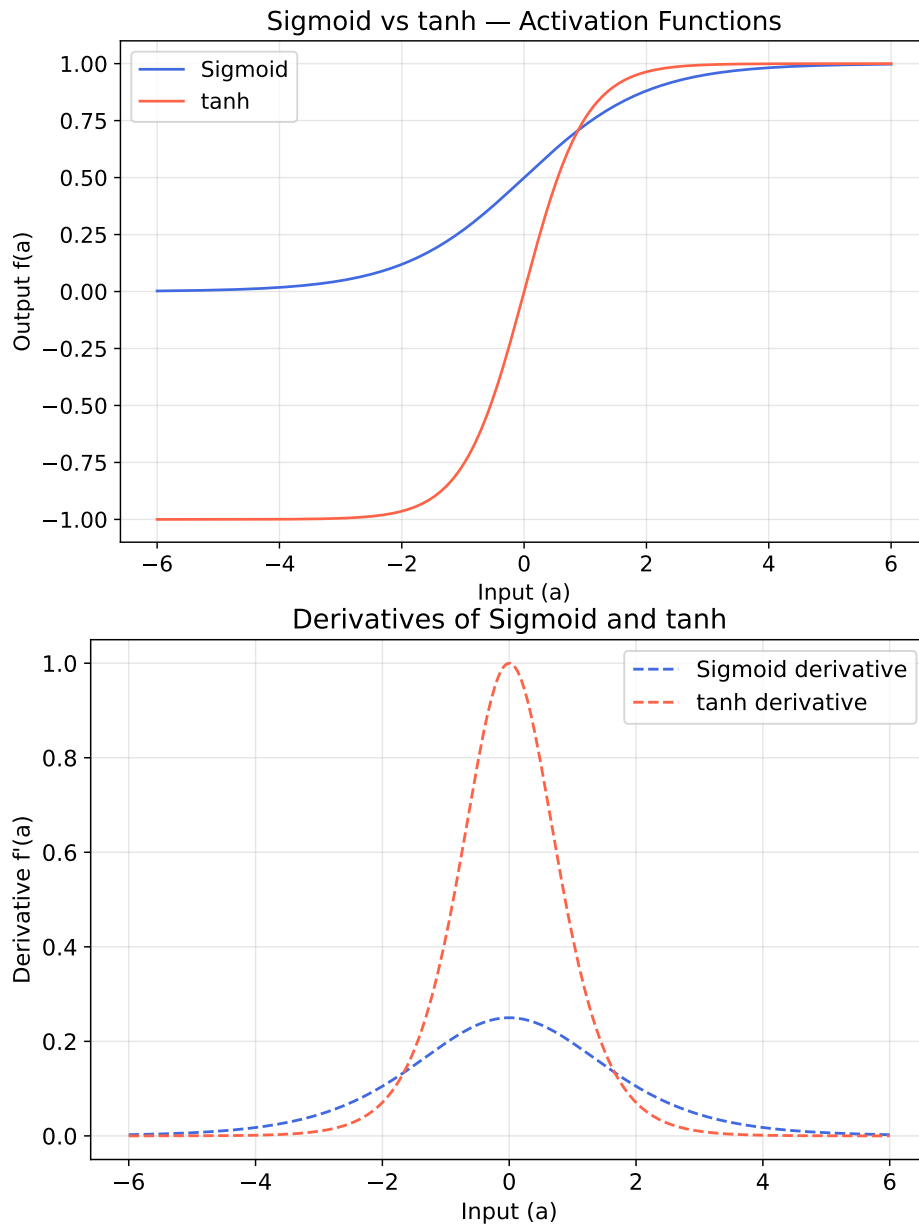 Sigmoid vs tanh — Activation Functions
Sigmoid
tanh
1.00
0.75
0.50
0.25
0.00
−0.25
−0.50
−0.75
−1.00
Output f(a)
−6 −4 −2 0 2 4 6
Input (a)
Derivatives of Sigmoid and tanh
Sigmoid derivative
tanh derivative
1.0
0.8
0.6
0.4
0.2
0.0
Derivative f'(a)
−6 −4 −2 0 2 4 6
Input (a)